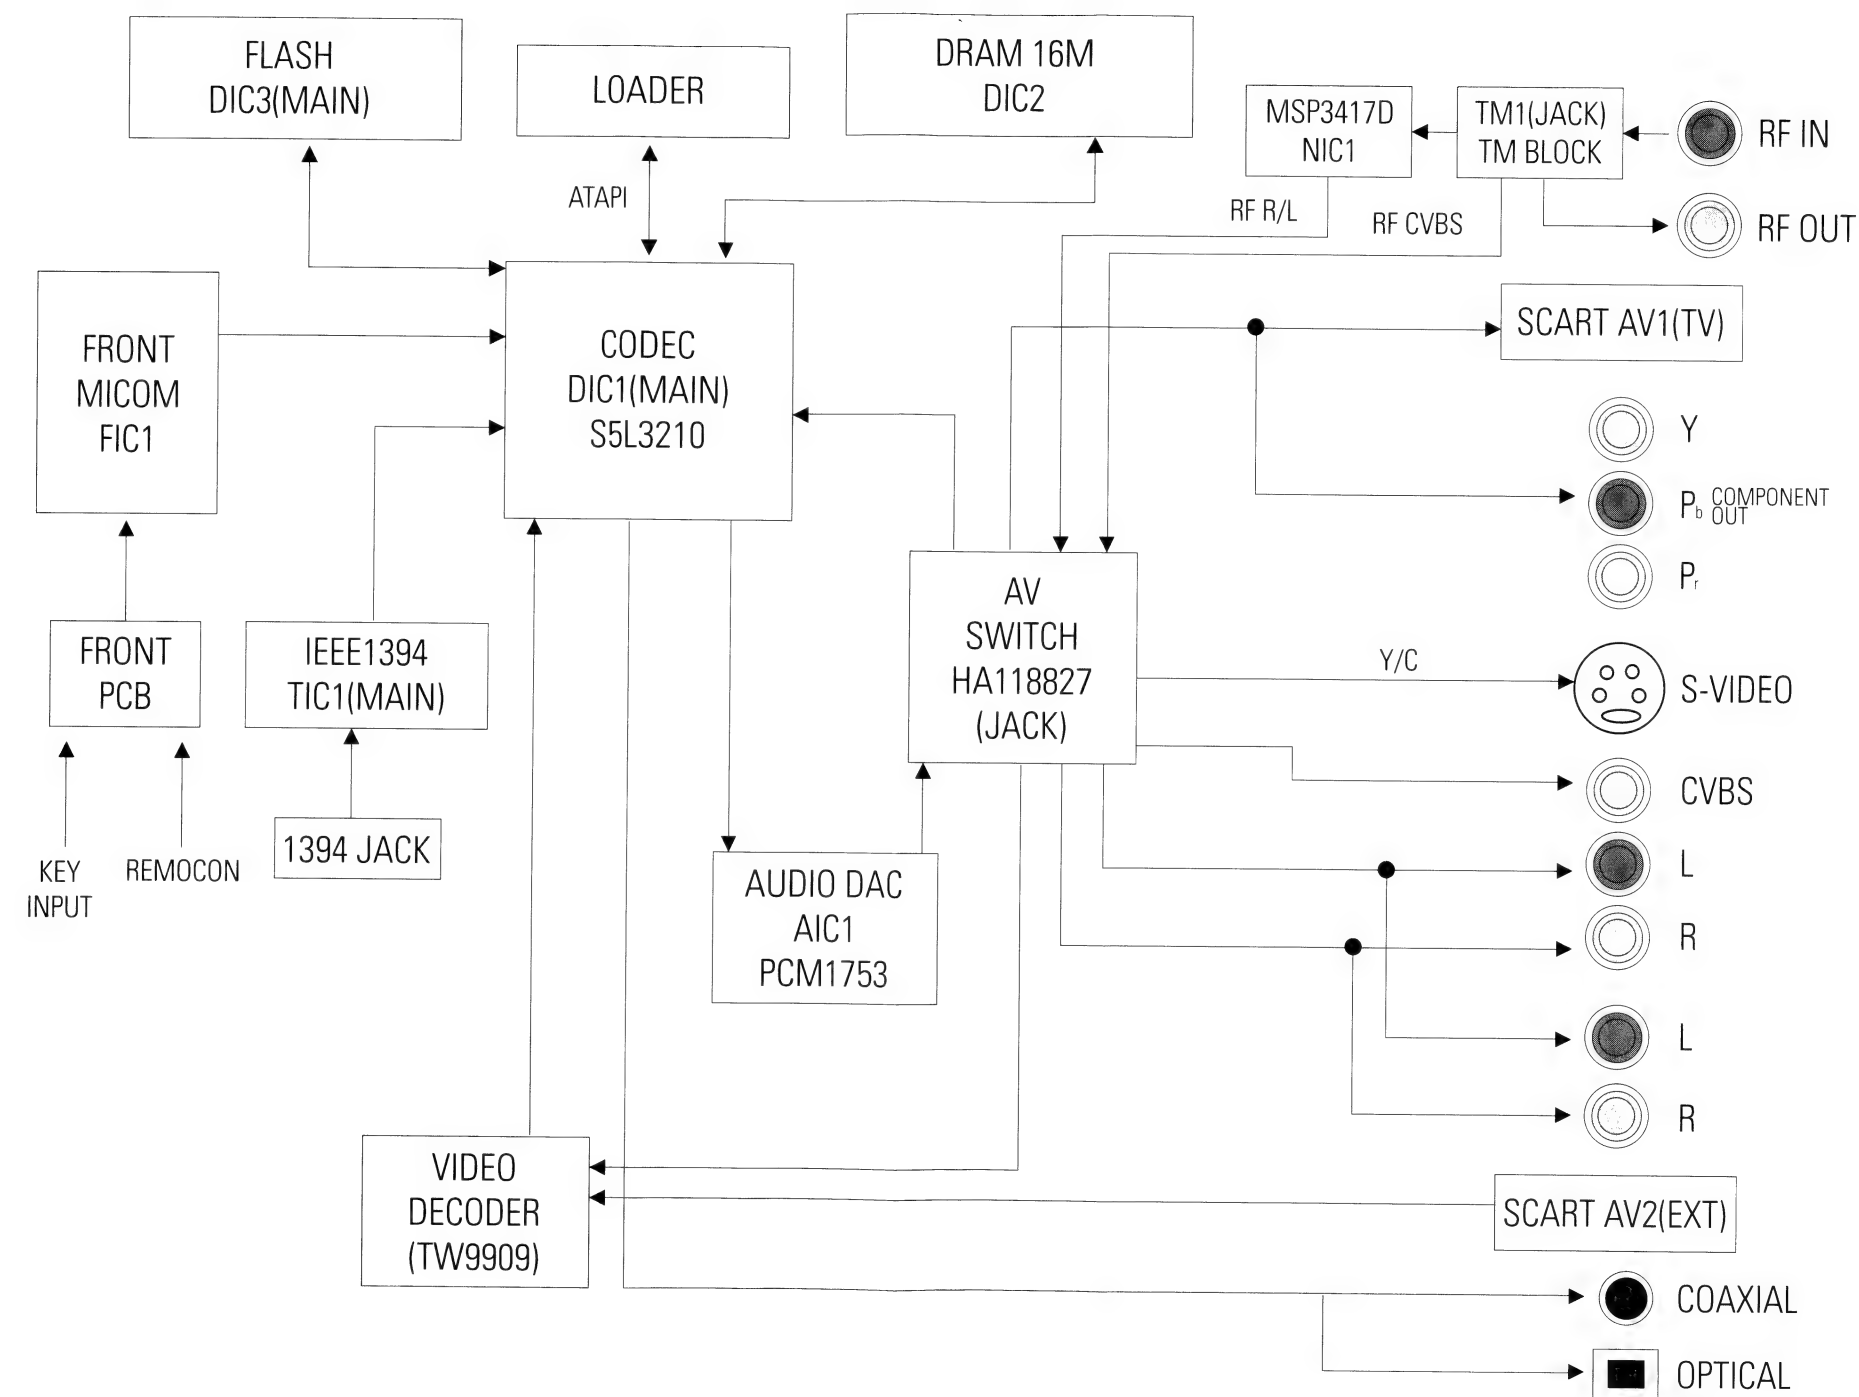 FLASH
DIC3(MAIN)
LOADER
DRAM 16M
DIC2
MSP3417D
NIC1
TM1(JACK)
TM BLOCK
RF IN
RF OUT
ATAPI
RF R/L
RF CVBS
FRONT
MICOM
FIC1
CODEC
DIC1(MAIN)
S5L3210
SCART AV1(TV)
Y
Pb COMPONENT
OUT
Pr
FRONT
PCB
IEEE1394
TIC1(MAIN)
AV
SWITCH
HA118827
(JACK)
Y/C
S-VIDEO
CVBS
KEY
INPUT
REMOCON
1394 JACK
AUDIO DAC
AIC1
PCM1753
L
R
L
R
VIDEO
DECODER
(TW9909)
SCART AV2(EXT)
COAXIAL
OPTICAL